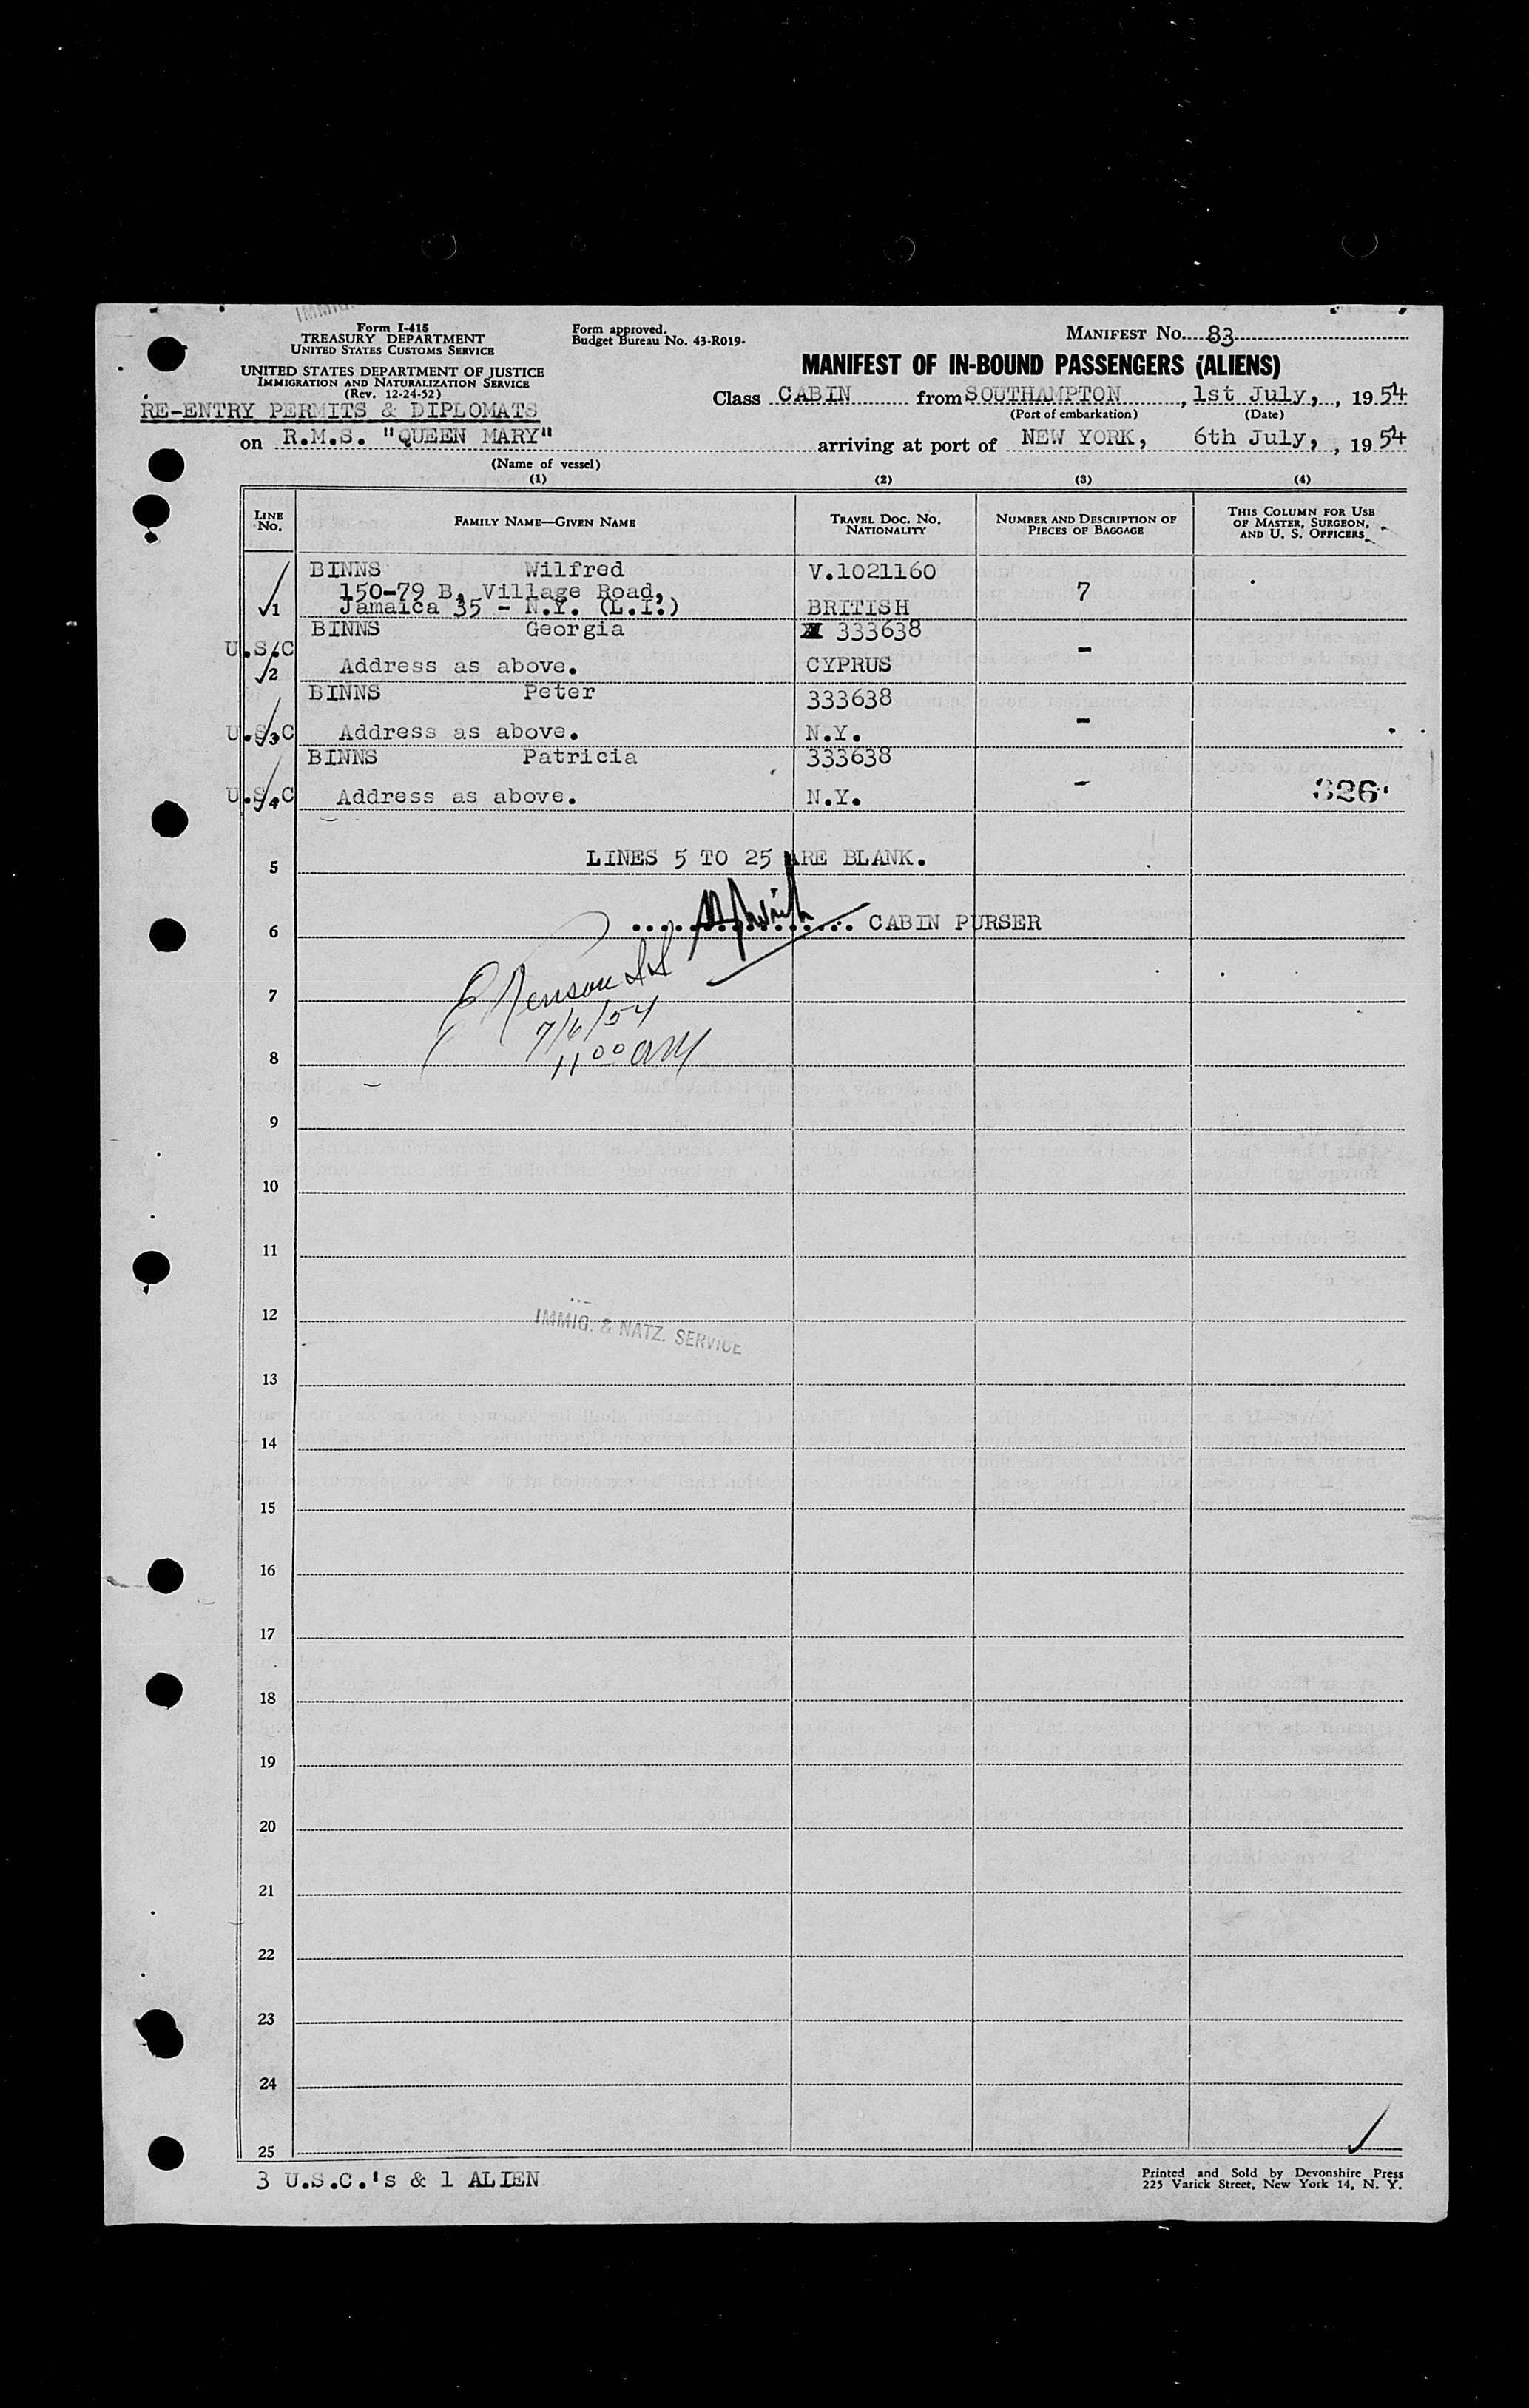 IMMIG.
Form I-415
TREASURY DEPARTMENT
UNITED STATES CUSTOMS SERVICE
UNITED STATES DEPARTMENT OF JUSTICE
IMMIGRATION AND NATURALIZATION SERVICE
(Rev. 12-24-52)
RE-ENTRY PERMITS & DIPLOMATS
Form approved.
Budget Bureau No. 43-R019-
MANIFEST No. 83
MANIFEST OF IN-BOUND PASSENGERS (ALIENS)
Class CABIN from SOUTHAMPTON, 1st July, , 1954
(Port of embarkation) (Date)
on R.M.S. "QUEEN MARY" arriving at port of NEW YORK, 6th July, , 1954
(Name of vessel)
(1) (2) (3) (4)
LINE No. FAMILY NAME—GIVEN NAME TRAVEL DOC. NO. NATIONALITY NUMBER AND DESCRIPTION OF PIECES OF BAGGAGE THIS COLUMN FOR USE OF MASTER, SURGEON, AND U. S. OFFICERS
BINNS Wilfred V.1021160
150-79 B, Village Road, 7
1 Jamaica 35 - N.Y. (L.I.) BRITISH
BINNS Georgia 333638
U.S.C -
2 Address as above. CYPRUS
BINNS Peter 333638
-
U.S.C 3 Address as above. N.Y.
BINNS Patricia 333638
-
U.S.C 4 Address as above. N.Y. 326
5 LINES 5 TO 25 ARE BLANK.
6 CABIN PURSER
7
7/6/54
8 11 00 AM
9
10
11
12
IMMIG. & NATZ. SERVICE
13
14
15
16
17
18
19
20
21
22
23
24
25
3 U.S.C.'s & 1 ALIEN
Printed and Sold by Devonshire Press
225 Varick Street, New York 14, N. Y.